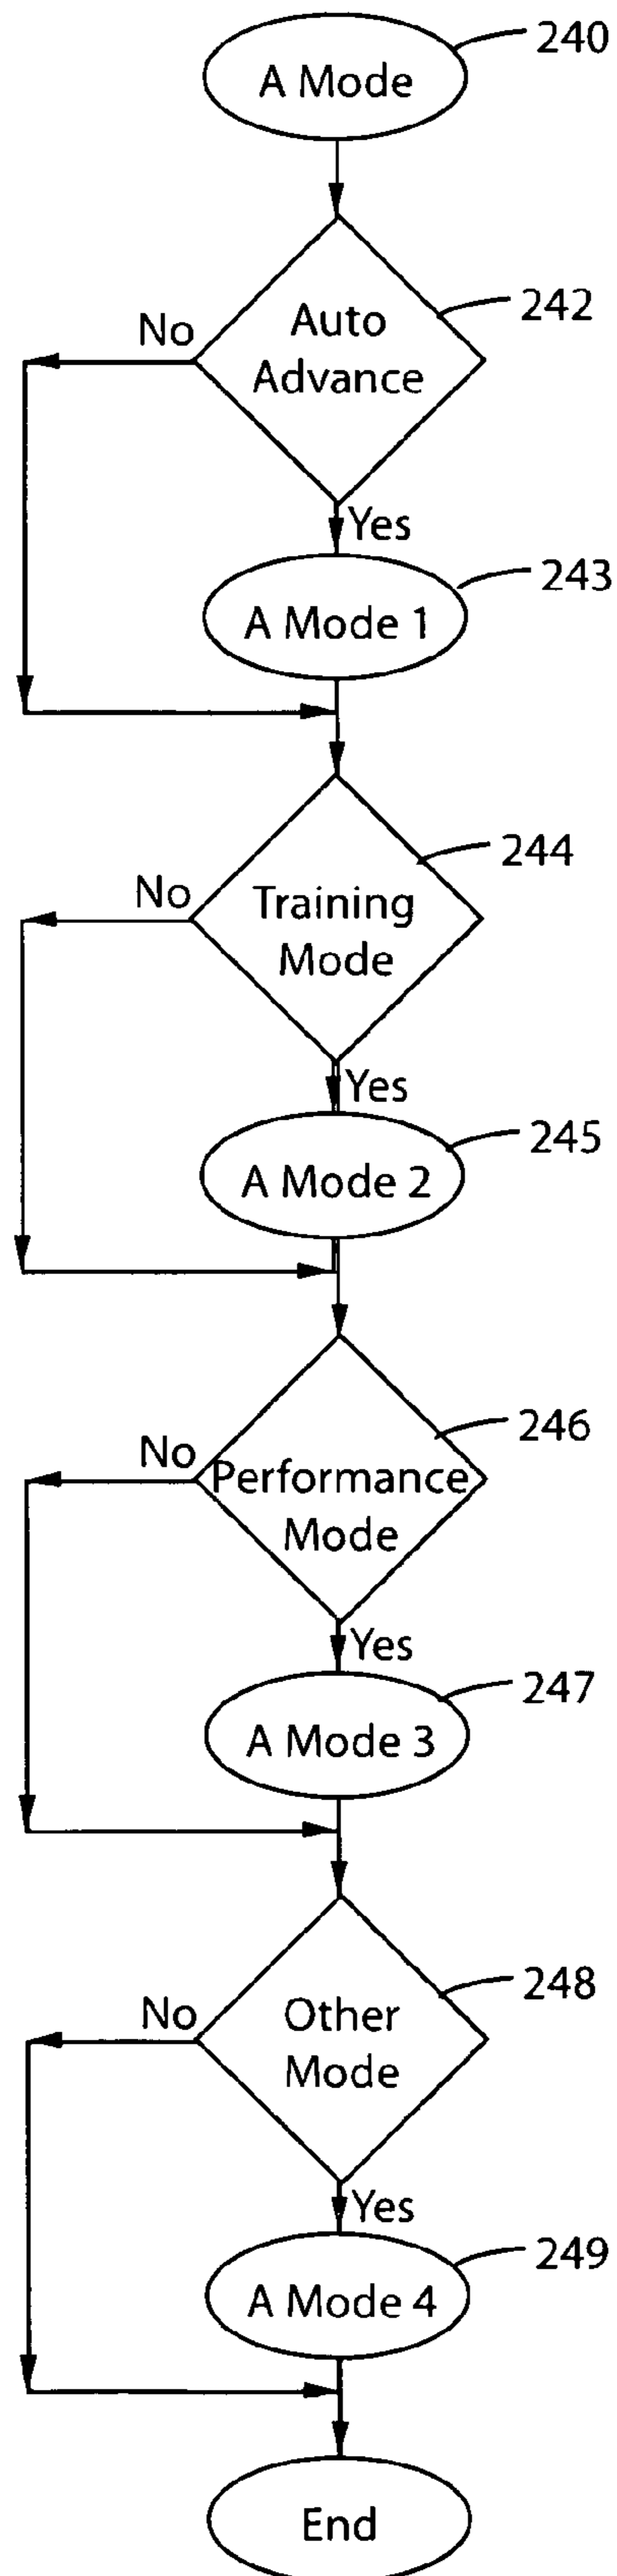 240
A Mode
242
No
Auto
Advance
Yes
243
A Mode 1
244
No
Training
Mode
Yes
245
A Mode 2
246
No
Performance
Mode
Yes
247
A Mode 3
248
No
Other
Mode
Yes
249
A Mode 4
End